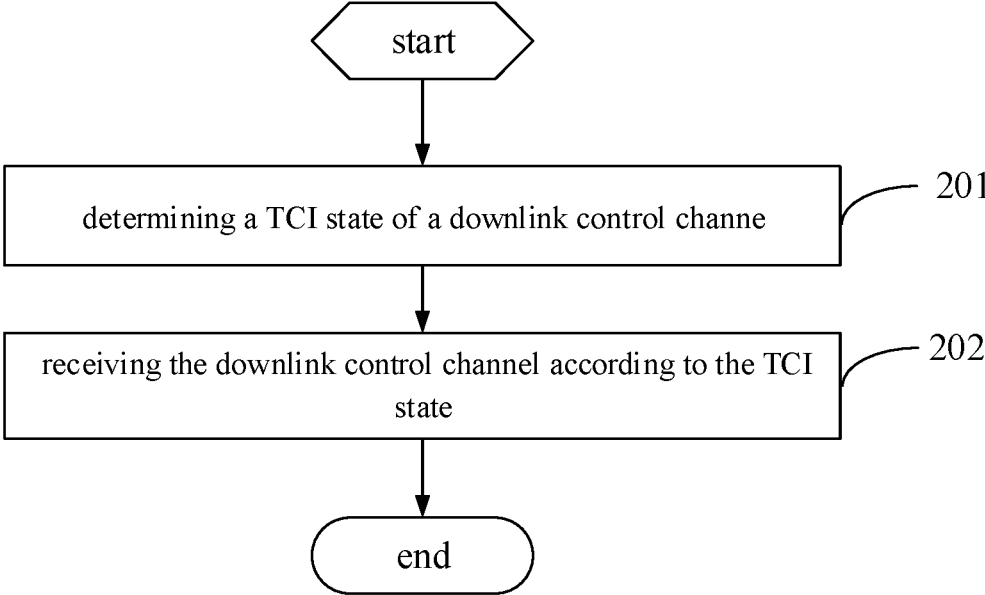 start
determining a TCI state of a downlink control channe
201
receiving the downlink control channel according to the TCI
state
202
end